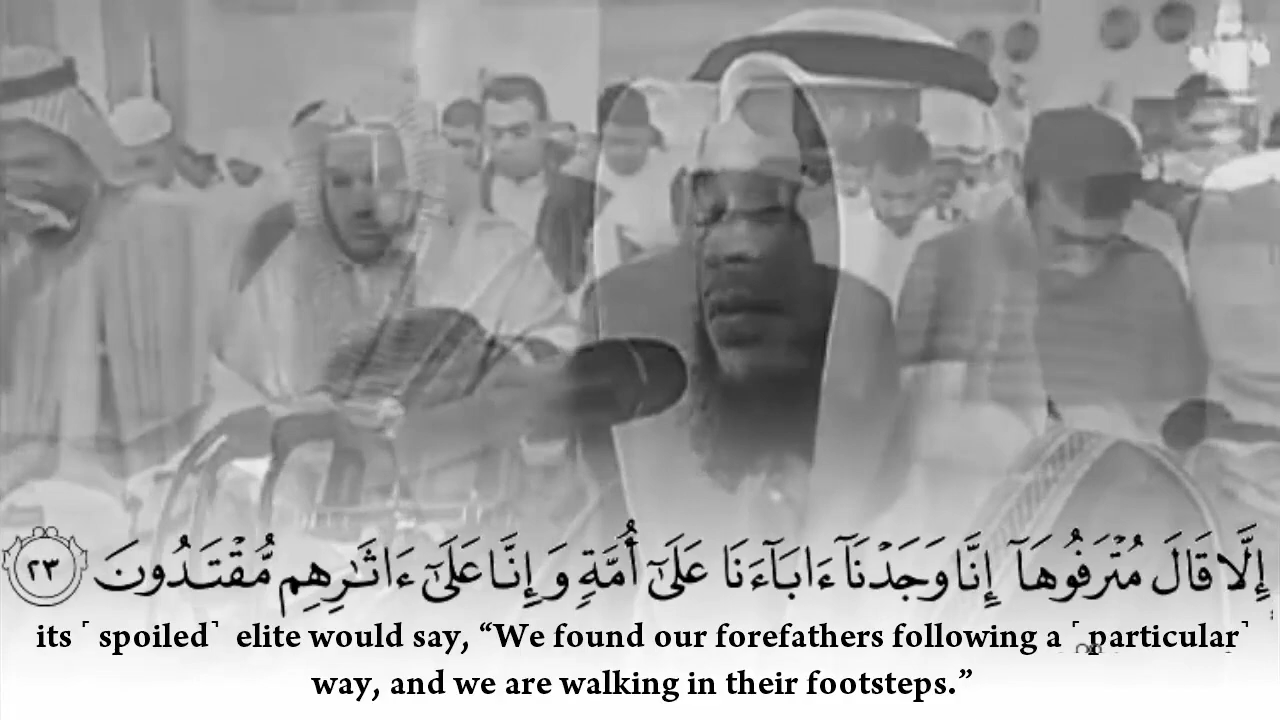 إِلَّا قَالَ مُتْرَفُوهَآ إِنَّا وَجَدْنَآ ءَابَآءَنَا عَلَىٰٓ أُمَّةٍ وَإِنَّا عَلَىٰٓ ءَاثَـٰرِهِم مُّقْتَدُونَ ٢٣
its ˹spoiled˺ elite would say, “We found our forefathers following a ˹particular˺
way, and we are walking in their footsteps.”